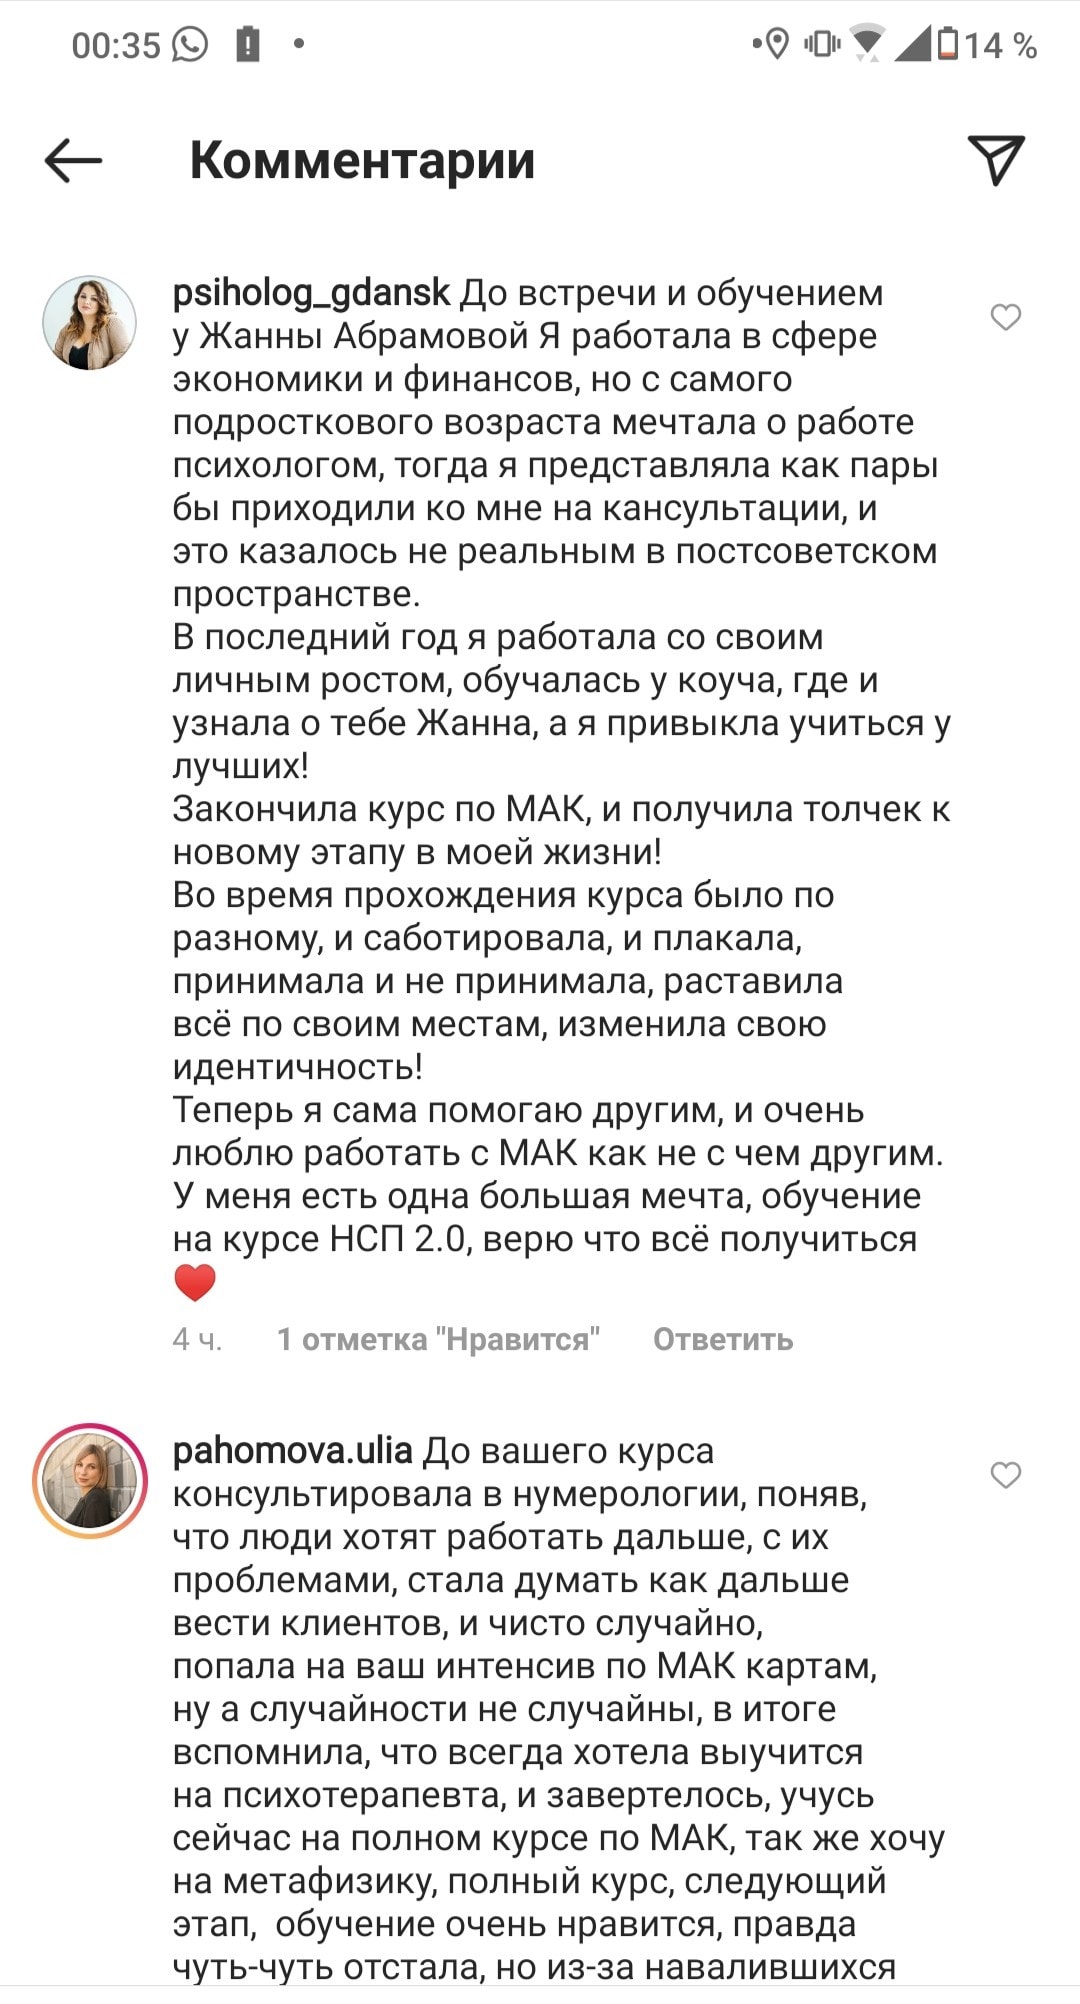 00:35
14 %
Комментарии
psiholog_gdansk До встречи и обучением
у Жанны Абрамовой Я работала в сфере
экономики и финансов, но с самого
подросткового возраста мечтала о работе
психологом, тогда я представляла как пары
бы приходили ко мне на кансультации, и
это казалось не реальным в постсоветском
пространстве.
В последний год я работала со своим
личным ростом, обучалась у коуча, где и
узнала о тебе Жанна, а я привыкла учиться у
лучших!
Закончила курс по МАК, и получила толчек к
новому этапу в моей жизни!
Во время прохождения курса было по
разному, и саботировала, и плакала,
принимала и не принимала, раставила
всё по своим местам, изменила свою
идентичность!
Теперь я сама помогаю другим, и очень
люблю работать с МАК как не с чем другим.
У меня есть одна большая мечта, обучение
на курсе НСП 2.0, верю что всё получиться
❤️
4 ч. 1 отметка "Нравится" Ответить
pahomova.ulia До вашего курса
консультировала в нумерологии, поняв,
что люди хотят работать дальше, с их
проблемами, стала думать как дальше
вести клиентов, и чисто случайно,
попала на ваш интенсив по МАК картам,
ну а случайности не случайны, в итоге
вспомнила, что всегда хотела выучится
на психотерапевта, и завертелось, учусь
сейчас на полном курсе по МАК, так же хочу
на метафизику, полный курс, следующий
этап,  обучение очень нравится, правда
чуть-чуть отстала, но из-за навалившихся